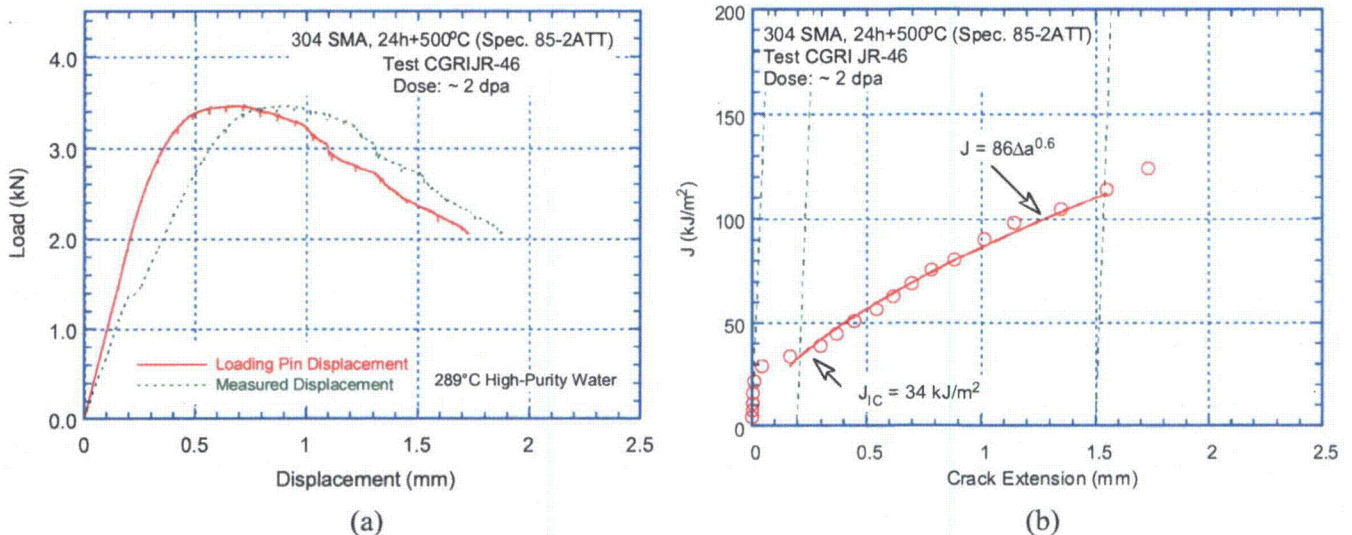 304 SMA, 24h+500°C (Spec. 85-2ATT)
Test CGRIJR-46
Dose: ~ 2 dpa
Load (kN)
4.0
3.0
2.0
1.0
0.0
Loading Pin Displacement
Measured Displacement
289°C High-Purity Water
0
0.5
1
1.5
2
2.5
Displacement (mm)
(a)
304 SMA, 24h+500°C (Spec. 85-2ATT)
Test CGRI JR-46
Dose: ~ 2 dpa
J (kJ/m²)
200
150
100
50
0
J = 86Δa^0.6
J_IC = 34 kJ/m²
0
0.5
1
1.5
2
2.5
Crack Extension (mm)
(b)